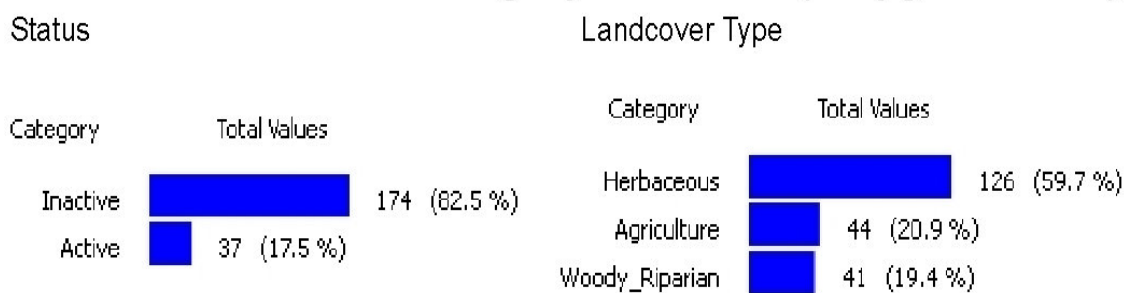 Status
Category Total Values
Inactive 174 (82.5 %)
Active 37 (17.5 %)
Landcover Type
Category Total Values
Herbaceous 126 (59.7 %)
Agriculture 44 (20.9 %)
Woody_Riparian 41 (19.4 %)